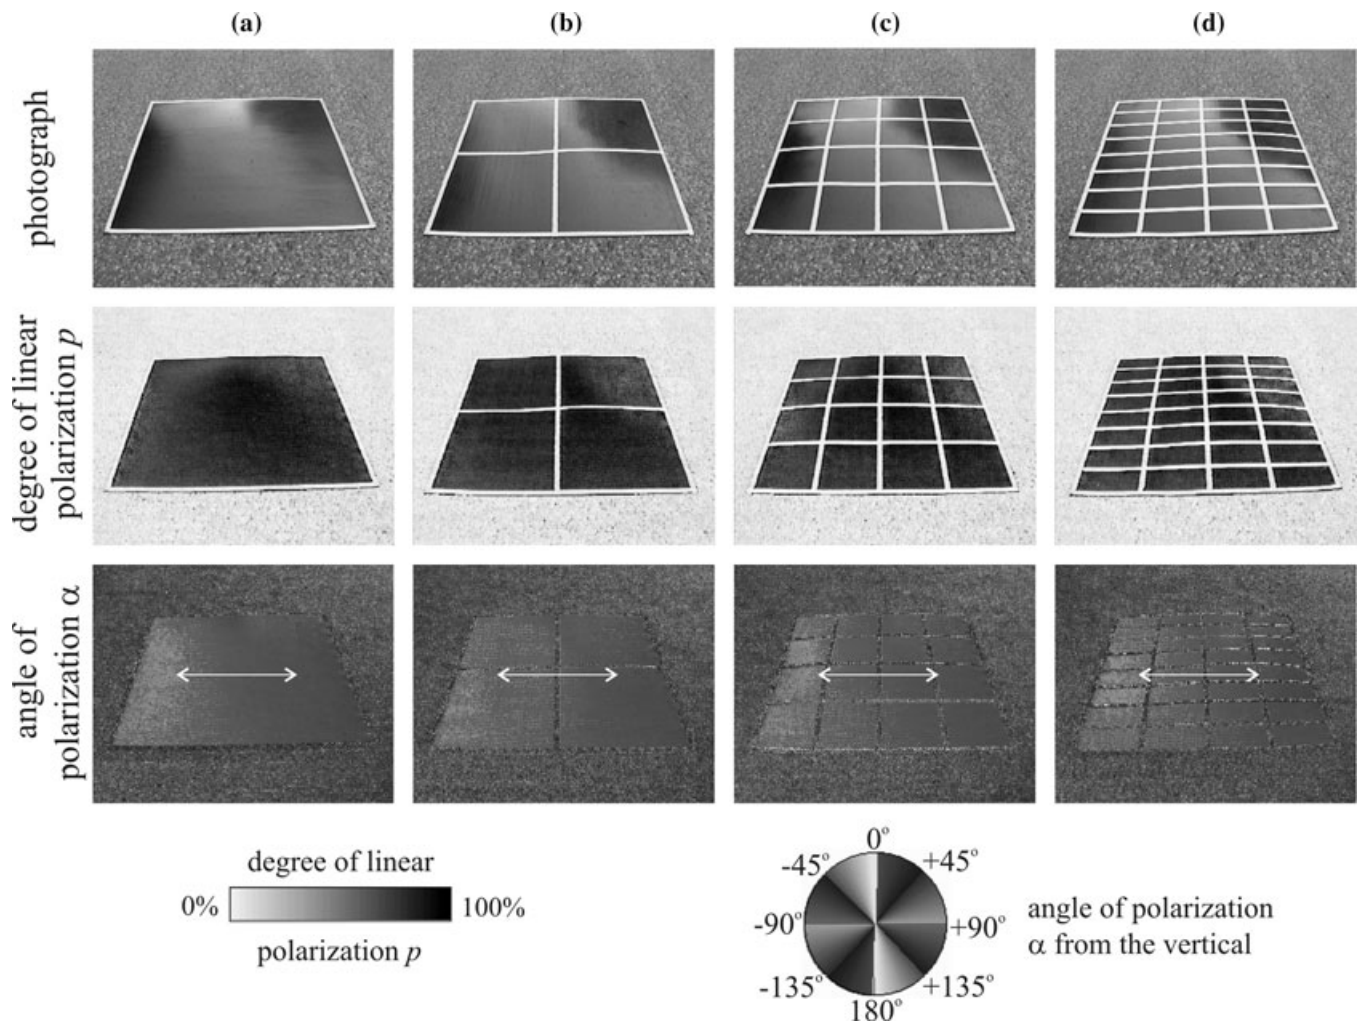 (a)
(b)
(c)
(d)
photograph
degree of linear
polarization p
angle of
polarization α
degree of linear
0%
100%
polarization p
0°
-45°
+45°
-90°
+90°
-135°
+135°
180°
angle of polarization
α from the vertical